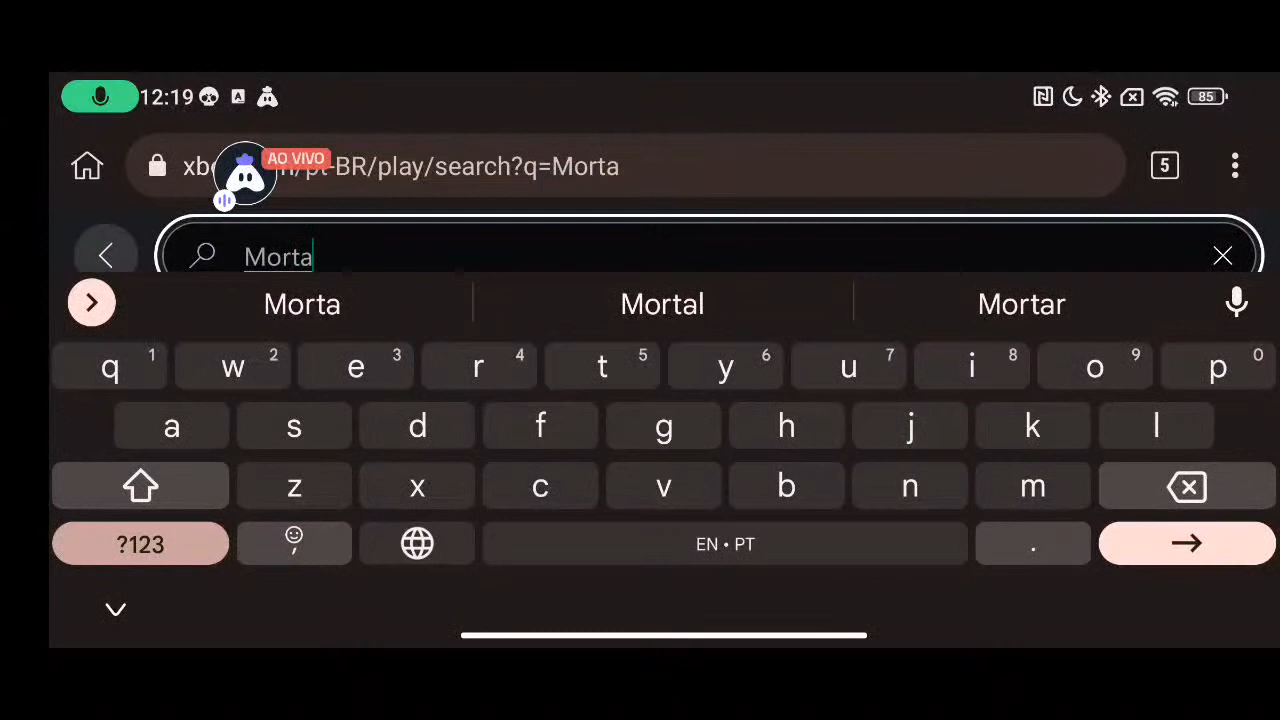 12:19
85
AO VIVO
/pt-BR/play/search?q=Morta
5
Morta
Morta Mortal Mortar
q 1 w 2 e 3 r 4 t 5 y 6 u 7 i 8 o 9 p 0
a s d f g h j k l
z x c v b n m
?123 , EN • PT .